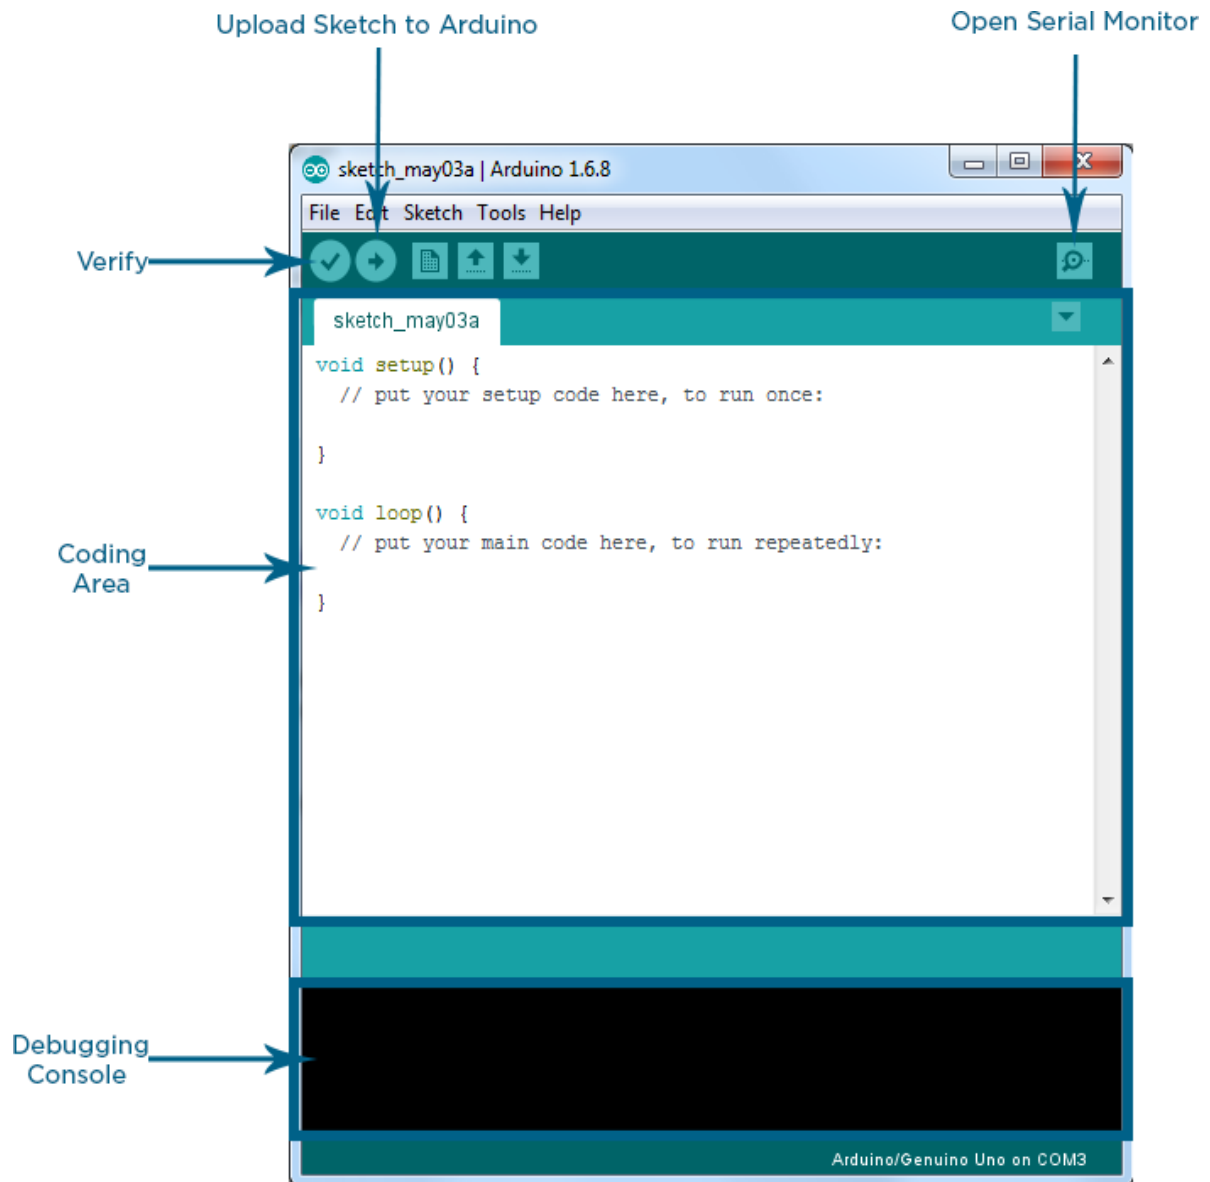 Upload Sketch to Arduino
Open Serial Monitor
sketch_may03a | Arduino 1.6.8
File Edit Sketch Tools Help
Verify
sketch_may03a
void setup() {
  // put your setup code here, to run once:
}
void loop() {
  // put your main code here, to run repeatedly:
}
Coding
Area
Debugging
Console
Arduino/Genuino Uno on COM3